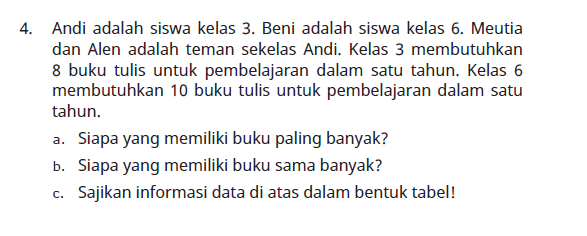 4. Andi adalah siswa kelas 3. Beni adalah siswa kelas 6. Meutia
dan Alen adalah teman sekelas Andi. Kelas 3 membutuhkan
8 buku tulis untuk pembelajaran dalam satu tahun. Kelas 6
membutuhkan 10 buku tulis untuk pembelajaran dalam satu
tahun.
a. Siapa yang memiliki buku paling banyak?
b. Siapa yang memiliki buku sama banyak?
c. Sajikan informasi data di atas dalam bentuk tabel!